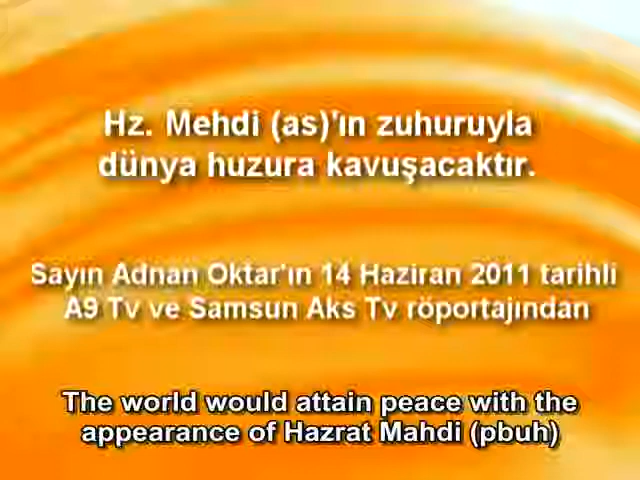 Hz. Mehdi (as)'ın zuhuruyla
dünya huzura kavuşacaktır.
Sayın Adnan Oktar'ın 14 Haziran 2011 tarihli
A9 Tv ve Samsun Aks Tv röportajından
The world would attain peace with the
appearance of Hazrat Mahdi (pbuh)